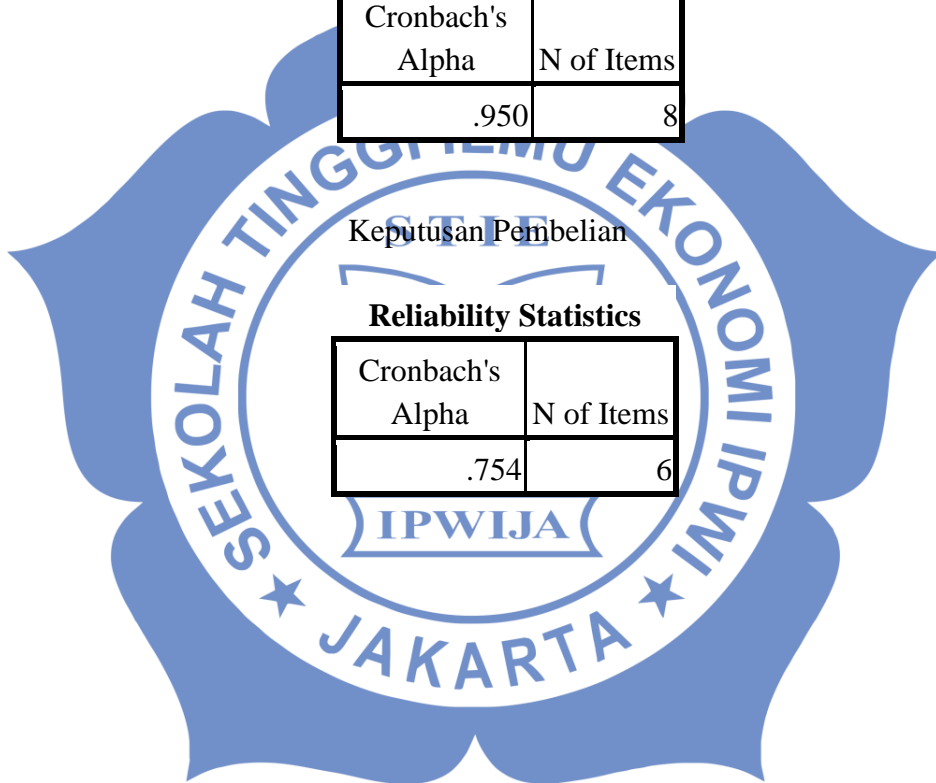 Cronbach's
Alpha N of Items
.950 8
SEKOLAH TINGGI ILMU EKONOMI IPWI
STIE
Keputusan Pembelian
Reliability Statistics
Cronbach's
Alpha N of Items
.754 6
IPWIJA
★ JAKARTA ★